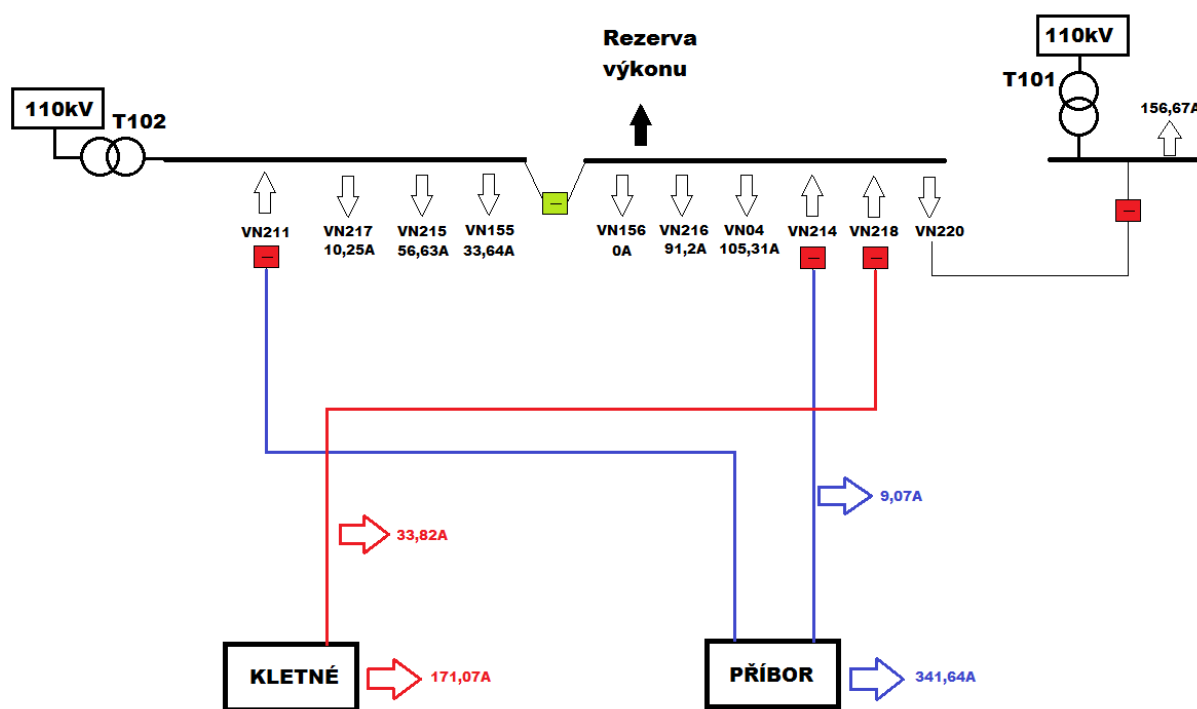 Rezerva
výkonu
110kV
T101
156,67A
110kV
T102
VN211
VN217
10,25A
VN215
56,63A
VN155
33,64A
VN156
0A
VN216
91,2A
VN04
105,31A
VN214
VN218
VN220
9,07A
33,82A
KLETNÉ
171,07A
PŘÍBOR
341,64A